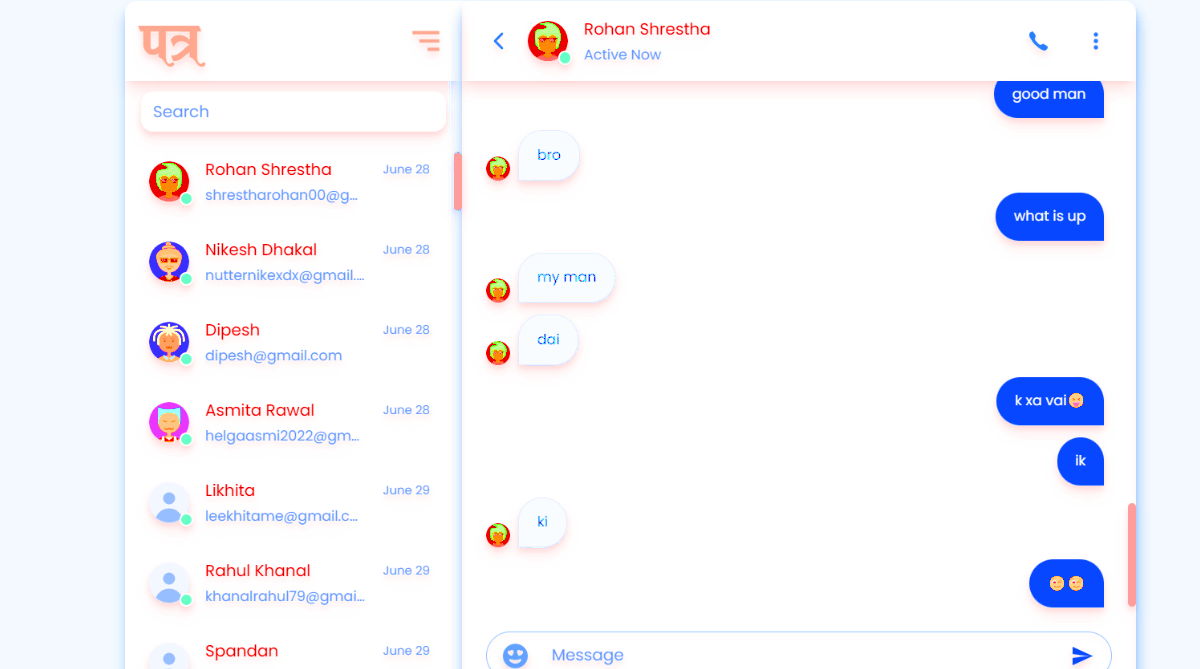 पत्र
Search
Rohan Shrestha
June 28
shrestharohan00@g...
Nikesh Dhakal
June 28
nutternikexdx@gmail....
Dipesh
June 28
dipesh@gmail.com
Asmita Rawal
June 28
helgaasmi2022@gm...
Likhita
June 29
leekhitame@gmail.c...
Rahul Khanal
June 29
khanalrahul79@gmai...
Spandan
June 29
Rohan Shrestha
Active Now
good man
bro
what is up
my man
dai
k xa vai😜
ik
ki
😜😜
Message